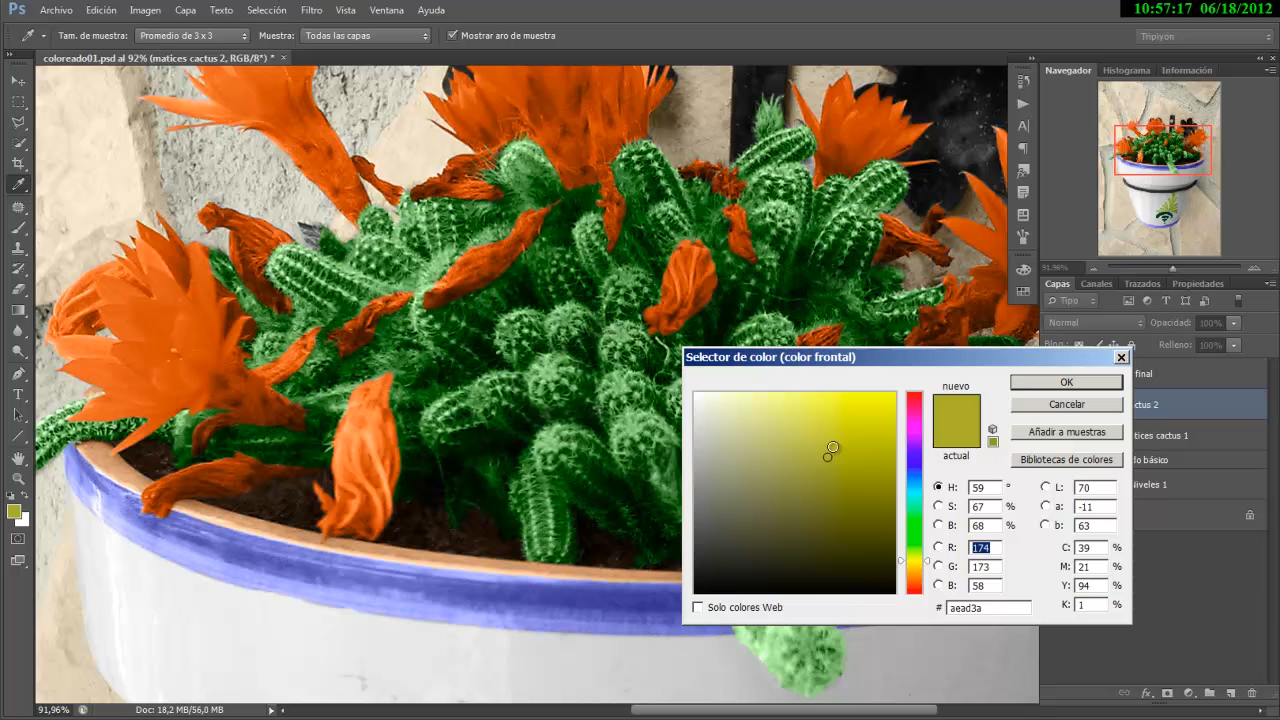 Ps Archivo Edición Imagen Capa Texto Selección Filtro Vista Ventana Ayuda
10:57:17 06/18/2012
Tam. de muestra: Promedio de 3 x 3 Muestra: Todas las capas Mostrar aro de muestra
Tripiyon
coloreado01.psd al 92% (matices cactus 2, RGB/8*) * ×
Navegador Histograma Información
91,96%
Capas Canales Trazados Propiedades
Tipo
Normal Opacidad: 100%
Relleno: 100%
Selector de color (color frontal)
final
nuevo
OK
ctus 2
Cancelar
Añadir a muestras
tices cactus 1
actual
Bibliotecas de colores
do básico
H: 59 ° L: 70
iveles 1
S: 67 % a: -11
B: 68 % b: 63
R: 174 C: 39 %
G: 173 M: 21 %
B: 58 Y: 94 %
Solo colores Web
# aead3a
K: 1 %
91,96% Doc: 18,2 MB/56,0 MB
fx